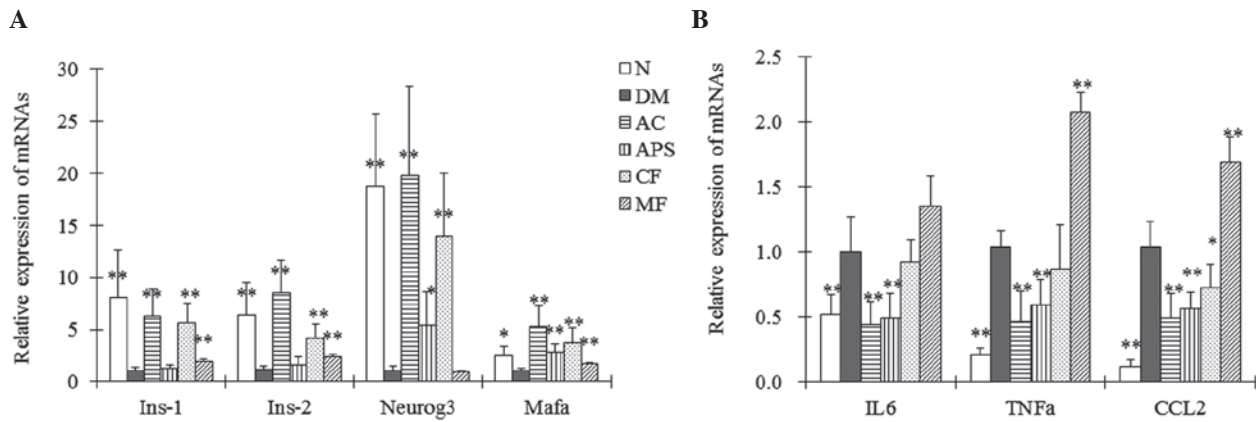 A
Relative expression of mRNAs
30
25
20
15
10
5
0
** ** ** **
** ** ** **
** ** * **
* ** ** ** **
Ins-1 Ins-2 Neurog3 Mafa
N
DM
AC
APS
CF
MF
B
Relative expression of mRNAs
2.5
2.0
1.5
1.0
0.5
0.0
** ** **
** ** ** **
** ** ** * **
IL6 TNFa CCL2